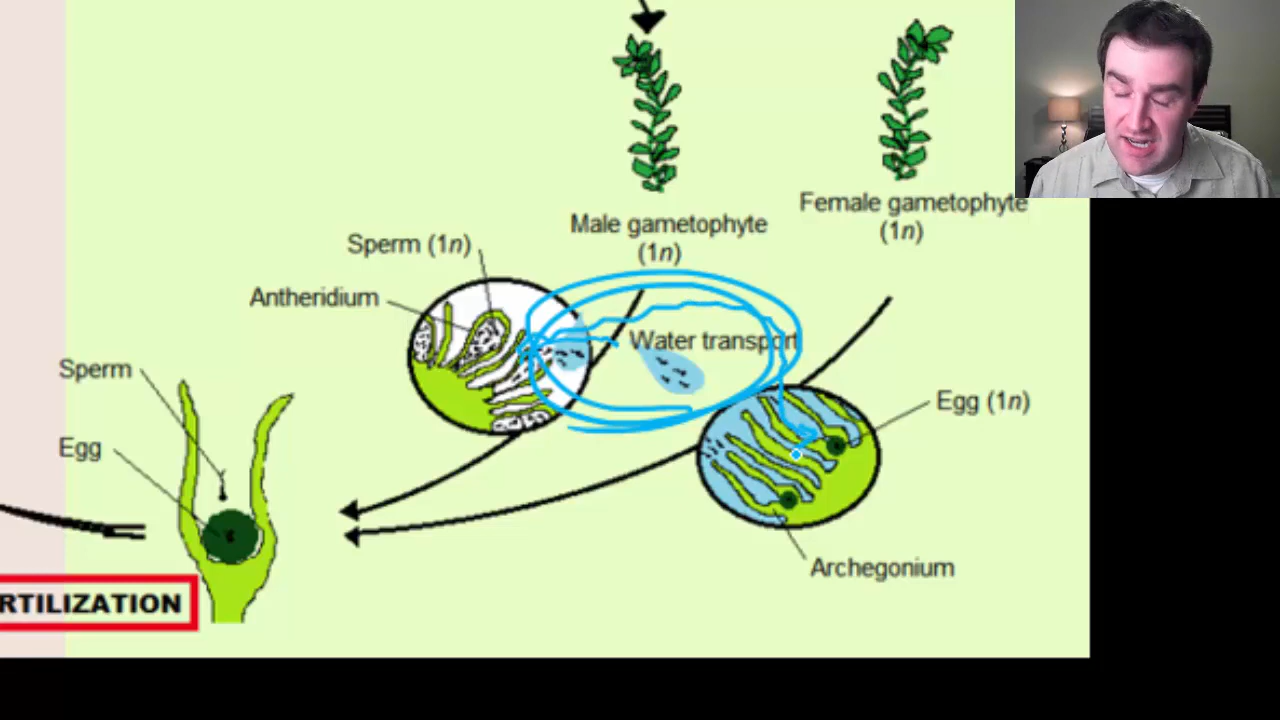 Male gametophyte
(1n)
Female gametophyte
(1n)
Sperm (1n)
Antheridium
Water transport
Sperm
Egg
Egg (1n)
Archegonium
RTILIZATION